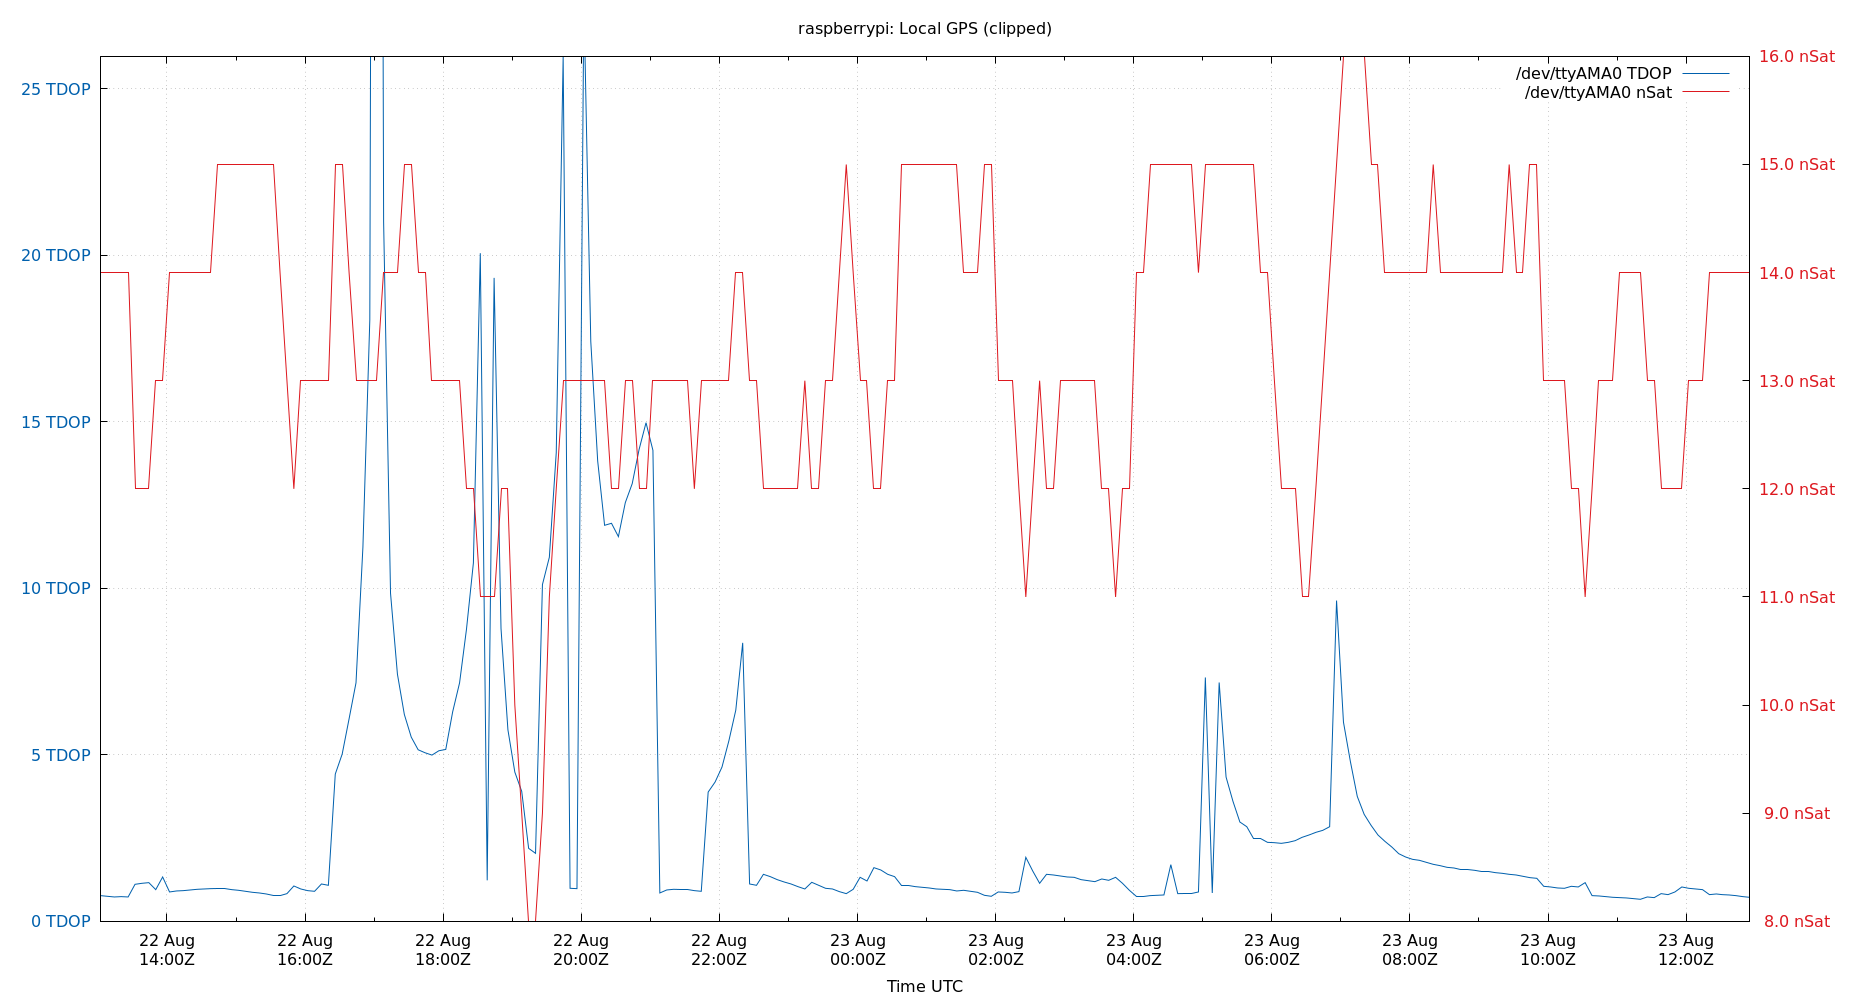 raspberrypi: Local GPS (clipped)
/dev/ttyAMA0 TDOP
/dev/ttyAMA0 nSat
25 TDOP
20 TDOP
15 TDOP
10 TDOP
5 TDOP
0 TDOP
16.0 nSat
15.0 nSat
14.0 nSat
13.0 nSat
12.0 nSat
11.0 nSat
10.0 nSat
9.0 nSat
8.0 nSat
22 Aug 22 Aug 22 Aug 22 Aug 22 Aug 23 Aug 23 Aug 23 Aug 23 Aug 23 Aug 23 Aug 23 Aug
14:00Z 16:00Z 18:00Z 20:00Z 22:00Z 00:00Z 02:00Z 04:00Z 06:00Z 08:00Z 10:00Z 12:00Z
Time UTC